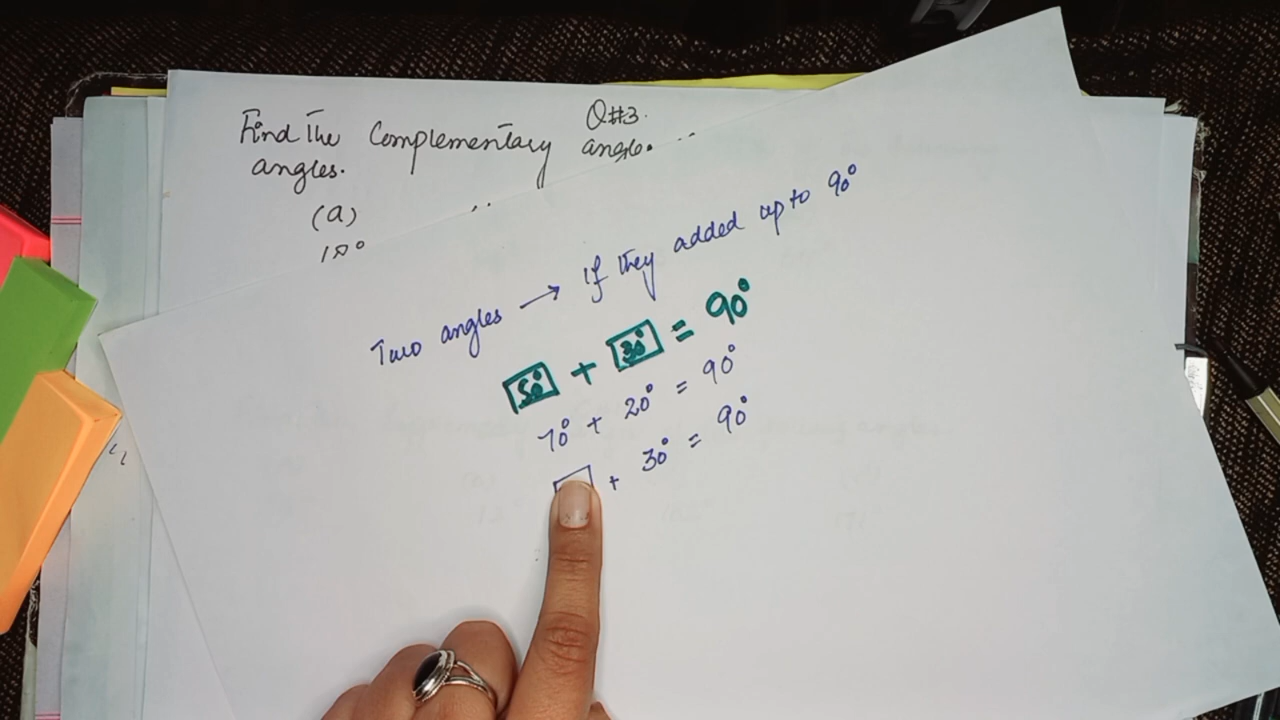 Q#3.
Find The Complementary angle.
angles.
(a)
Two angles → If they added up to 90°
50° + 30° = 90°
70° + 20° = 90°
+ 30° = 90°